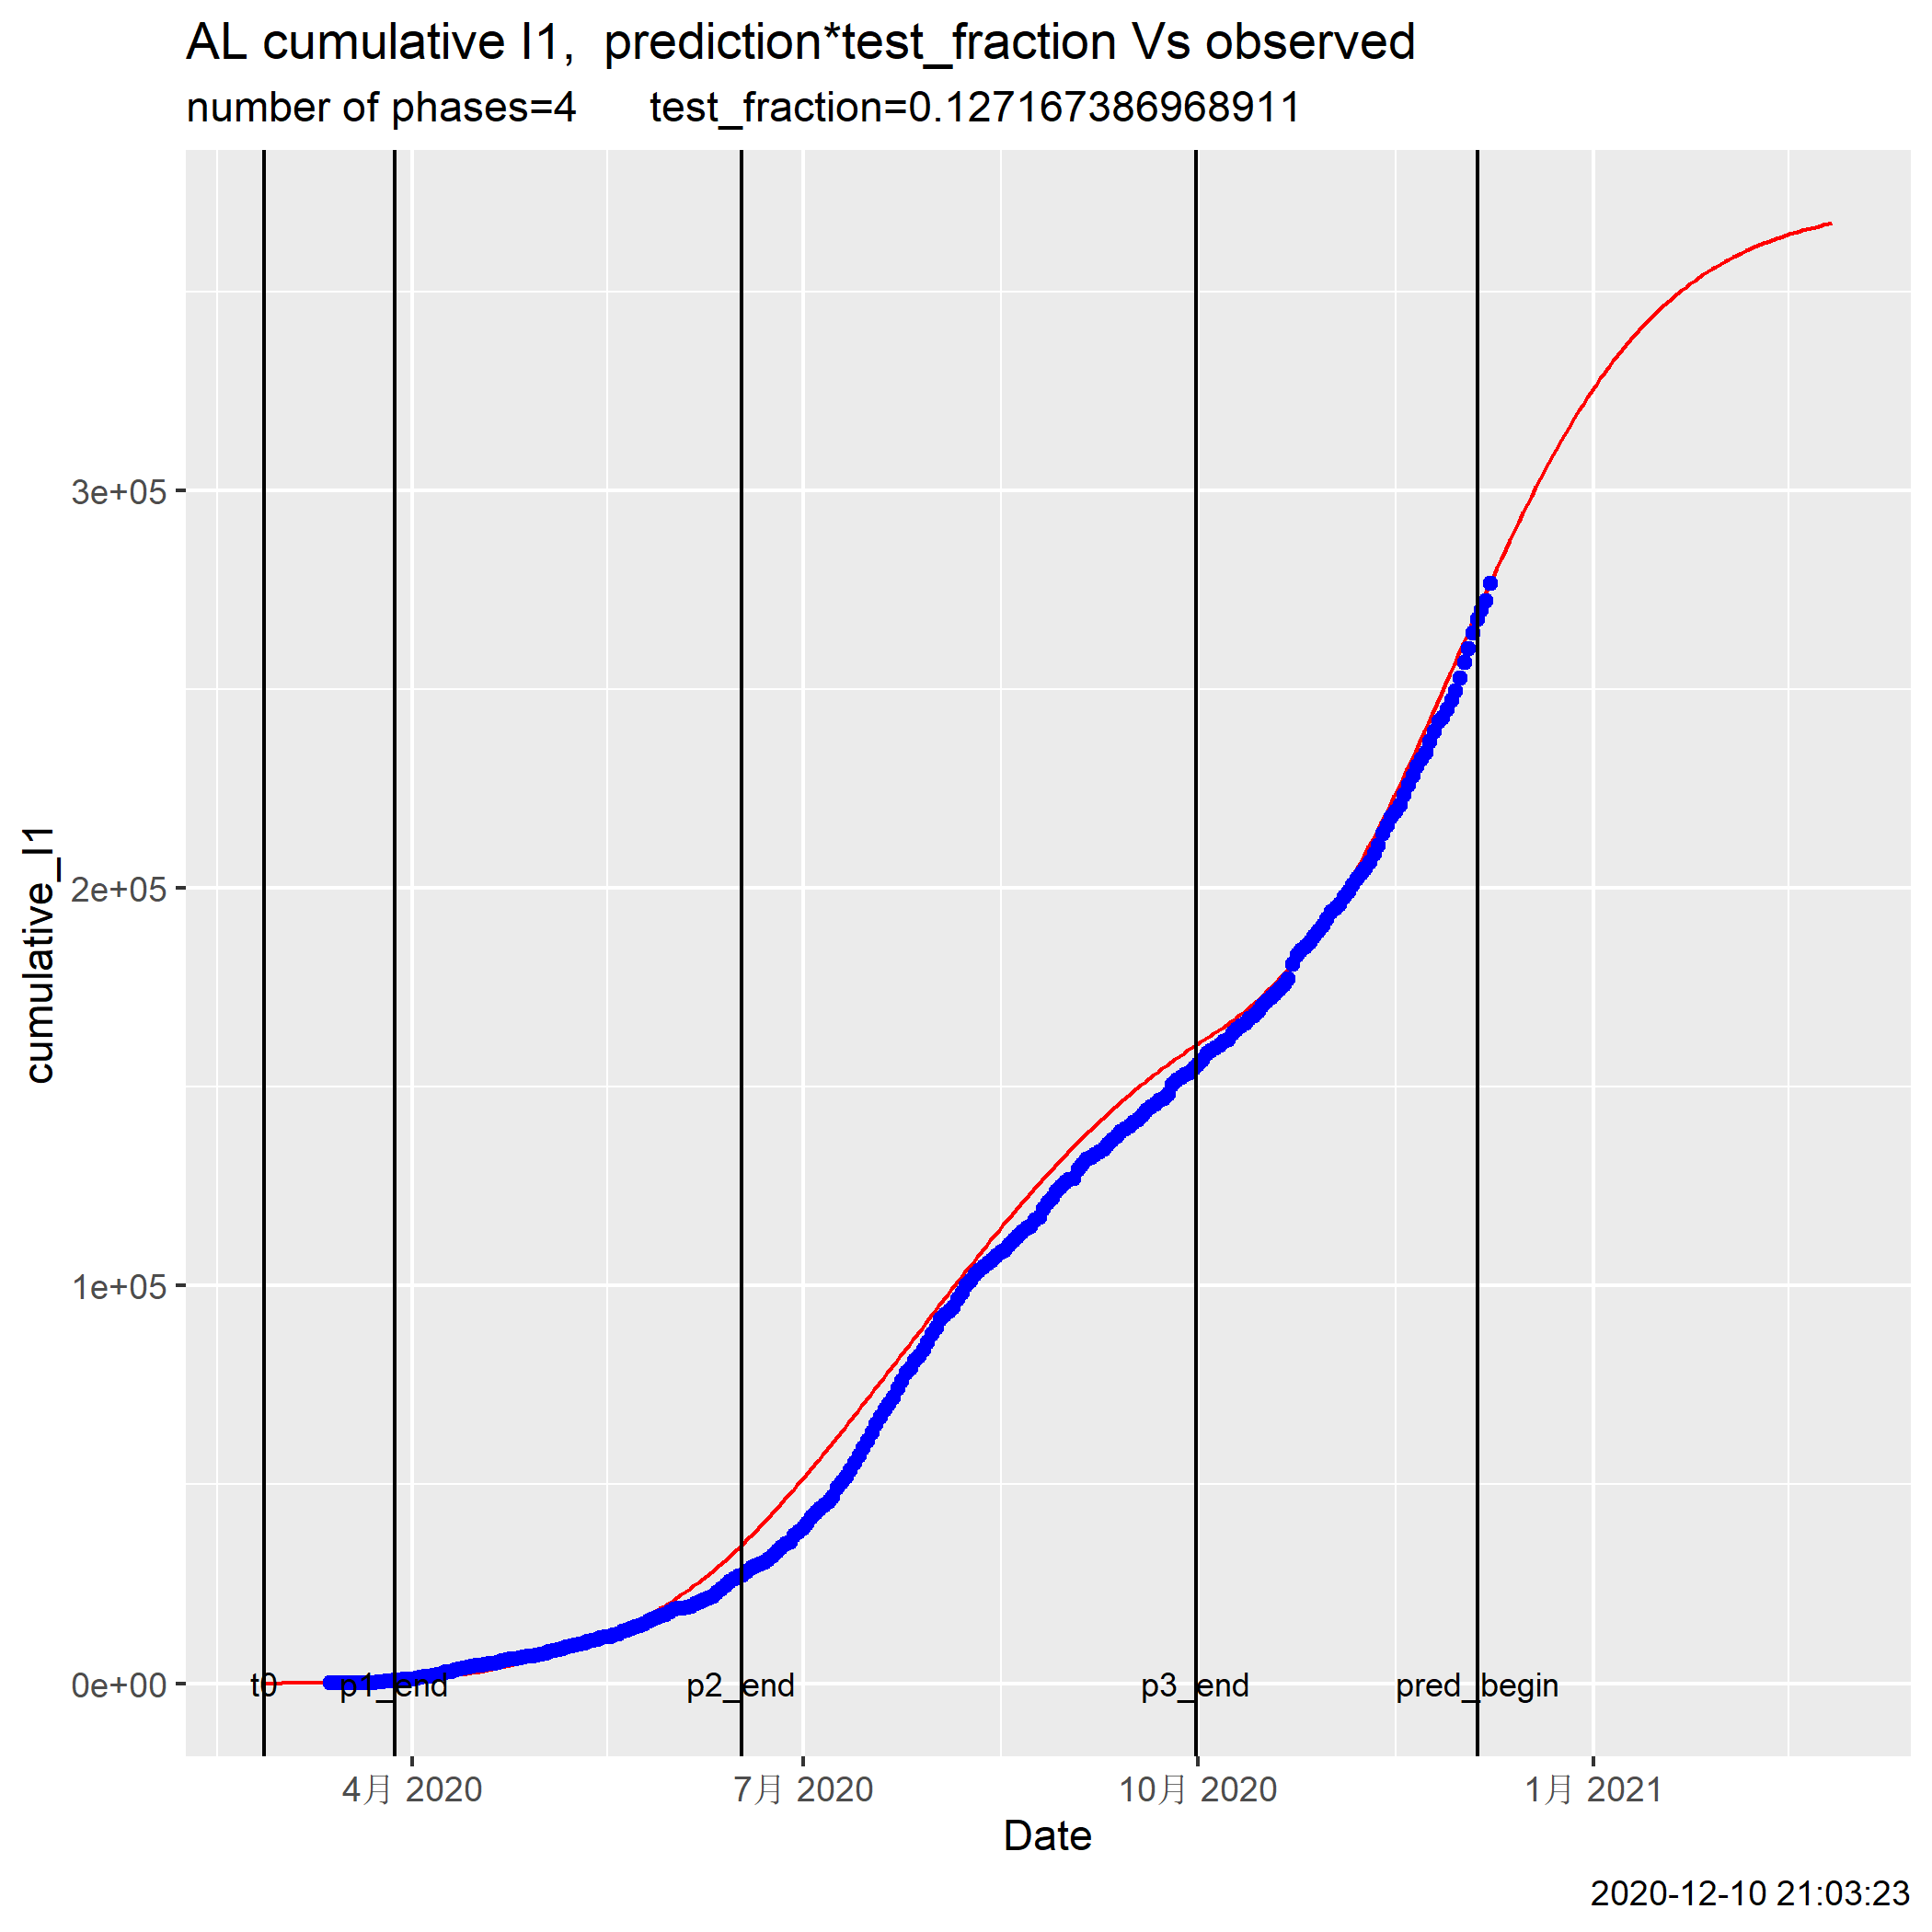 AL cumulative I1,  prediction*test_fraction Vs observed
number of phases=4      test_fraction=0.127167386968911
cumulative_I1
3e+05
2e+05
1e+05
0e+00
t0
p1_end
p2_end
p3_end
pred_begin
4月 2020
7月 2020
10月 2020
1月 2021
Date
2020-12-10 21:03:23